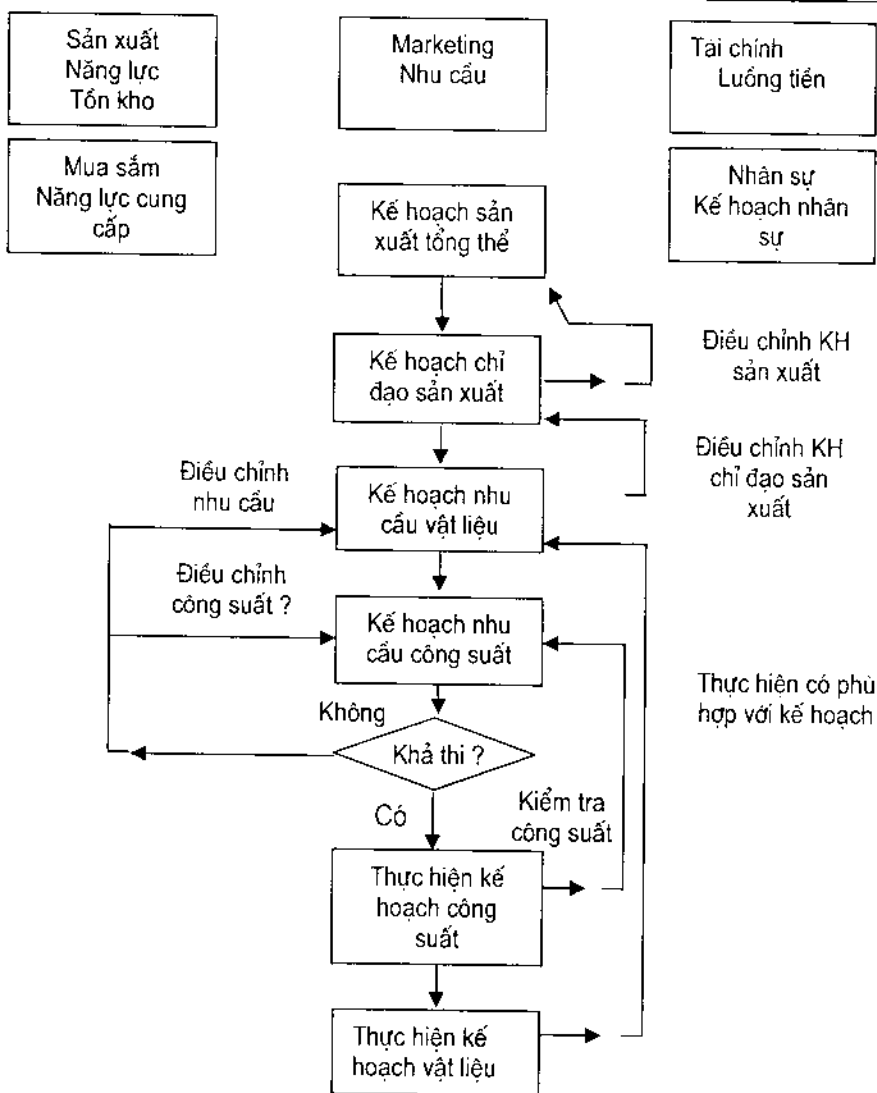 Sản xuất
Năng lực
Tồn kho
Marketing
Nhu cầu
Tài chính
Luồng tiền
Mua sắm
Năng lực cung
cấp
Kế hoạch sản
xuất tổng thể
Nhân sự
Kế hoạch nhân
sự
Điều chỉnh KH
sản xuất
Kế hoạch chỉ
đạo sản xuất
Điều chỉnh KH
chỉ đạo sản
xuất
Điều chỉnh
nhu cầu
Kế hoạch nhu
cầu vật liệu
Điều chỉnh
công suất ?
Kế hoạch nhu
cầu công suất
Thực hiện có phù
hợp với kế hoạch
Không
Khả thi ?
Có
Kiểm tra
công suất
Thực hiện kế
hoạch công
suất
Thực hiện kế
hoạch vật liệu